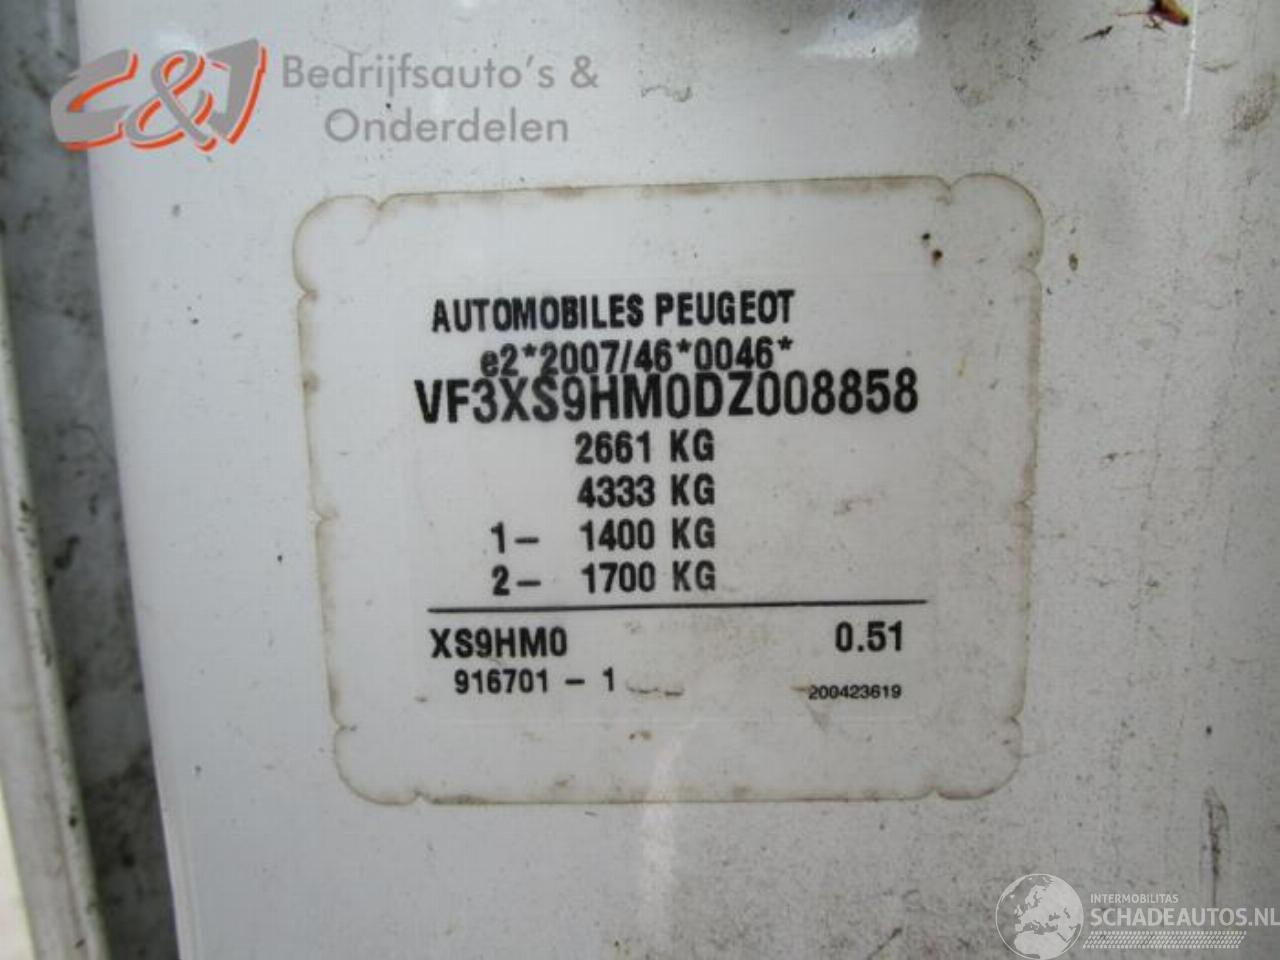 C&J Bedrijfsauto's &
Onderdelen
AUTOMOBILES PEUGEOT
e2*2007/46*0046*
VF3XS9HM0DZ008858
2661 KG
4333 KG
1- 1400 KG
2- 1700 KG
XS9HM0 0.51
916701 - 1 200423619
INTERMOBILITAS
SCHADEAUTOS.NL